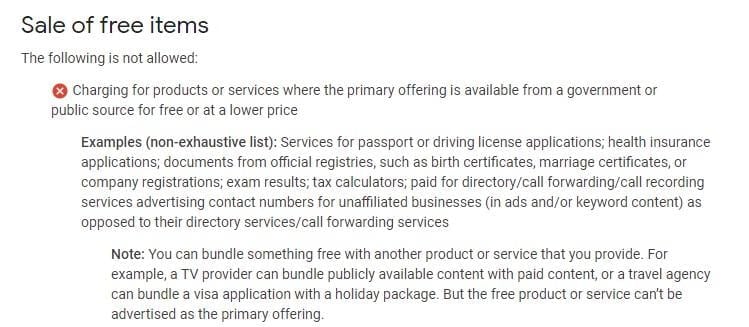 Sale of free items
The following is not allowed:
Charging for products or services where the primary offering is available from a government or
public source for free or at a lower price
Examples (non-exhaustive list): Services for passport or driving license applications; health insurance
applications; documents from official registries, such as birth certificates, marriage certificates, or
company registrations; exam results; tax calculators; paid for directory/call forwarding/call recording
services advertising contact numbers for unaffiliated businesses (in ads and/or keyword content) as
opposed to their directory services/call forwarding services
Note: You can bundle something free with another product or service that you provide. For
example, a TV provider can bundle publicly available content with paid content, or a travel agency
can bundle a visa application with a holiday package. But the free product or service can't be
advertised as the primary offering.